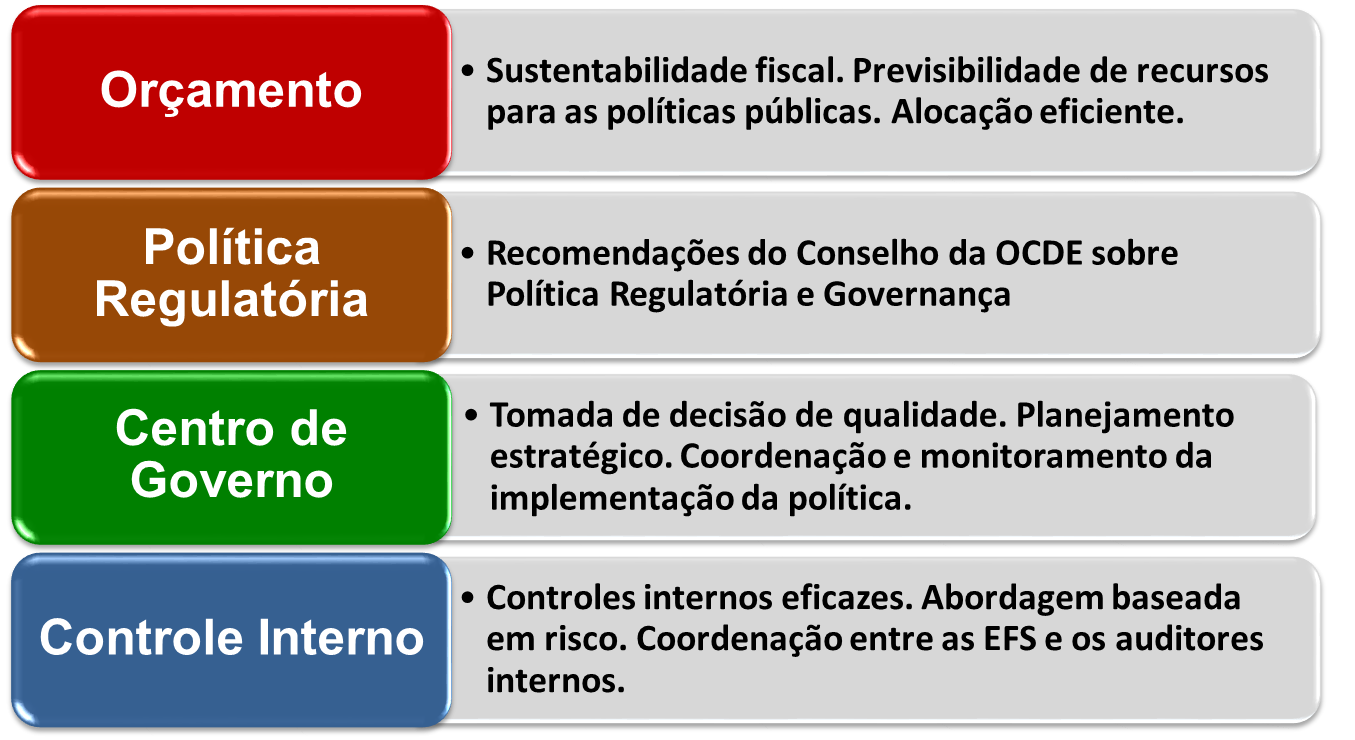 Orçamento
• Sustentabilidade fiscal. Previsibilidade de recursos
para as políticas públicas. Alocação eficiente.
Política
Regulatória
• Recomendações do Conselho da OCDE sobre
Política Regulatória e Governança
Centro de
Governo
• Tomada de decisão de qualidade. Planejamento
estratégico. Coordenação e monitoramento da
implementação da política.
Controle Interno
• Controles internos eficazes. Abordagem baseada
em risco. Coordenação entre as EFS e os auditores
internos.